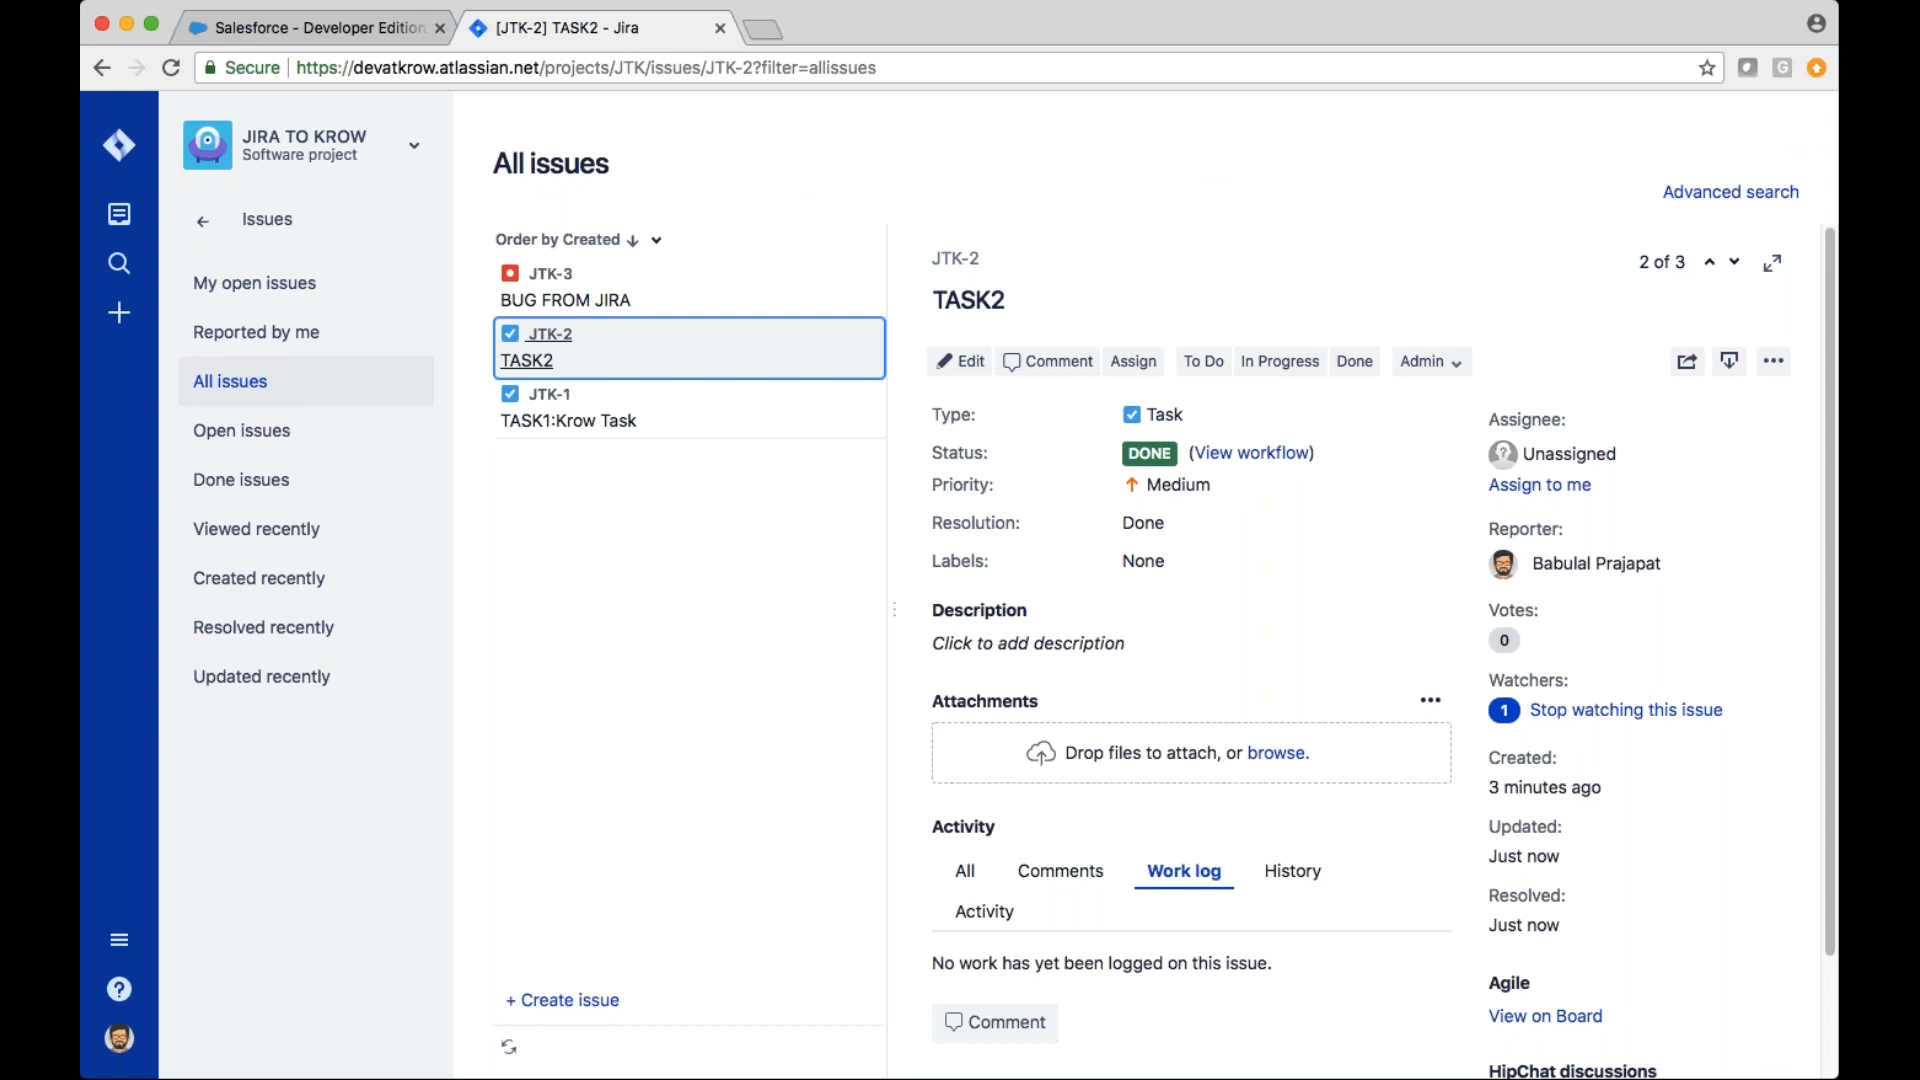 Salesforce - Developer Edition
[JTK-2] TASK2 - Jira
Secure
https://devatkrow.atlassian.net/projects/JTK/issues/JTK-2?filter=allissues
G
JIRA TO KROW
Software project
Issues
My open issues
Reported by me
All issues
Open issues
Done issues
Viewed recently
Created recently
Resolved recently
Updated recently
All issues
Advanced search
Order by Created
JTK-3
BUG FROM JIRA
JTK-2
TASK2
JTK-1
TASK1:Krow Task
+ Create issue
JTK-2
2 of 3
TASK2
Edit Comment Assign To Do In Progress Done Admin
Type: Task
Status: DONE (View workflow)
Priority: Medium
Resolution: Done
Labels: None
Description
Click to add description
Attachments
Drop files to attach, or browse.
Activity
All Comments Work log History
Activity
No work has yet been logged on this issue.
Comment
Assignee:
Unassigned
Assign to me
Reporter:
Babulal Prajapat
Votes:
0
Watchers:
1 Stop watching this issue
Created:
3 minutes ago
Updated:
Just now
Resolved:
Just now
Agile
View on Board
HipChat discussions